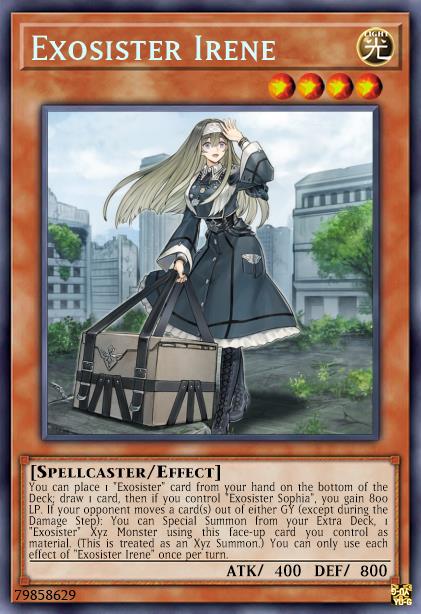 Exosister Irene
LIGHT
光
[Spellcaster/Effect]
You can place 1 "Exosister" card from your hand on the bottom of the
Deck; draw 1 card, then if you control "Exosister Sophia", you gain 800
LP. If your opponent moves a card(s) out of either GY (except during the
Damage Step): You can Special Summon from your Extra Deck, 1
"Exosister" Xyz Monster using this face-up card you control as
material. (This is treated as an Xyz Summon.) You can only use each
effect of "Exosister Irene" once per turn.
ATK/ 400 DEF/ 800
79858629